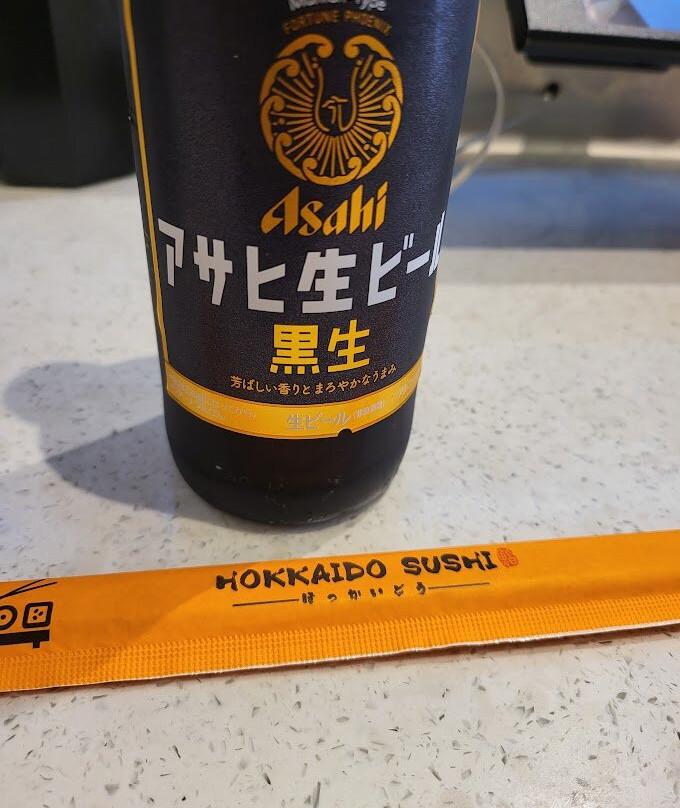 FORTUNE PHOENIX
Asahi
アサヒ生ビール
黒生
芳ばしい香りとまろやかなうまみ
生ビール
HOKKAIDO SUSHI
ほっかいどう